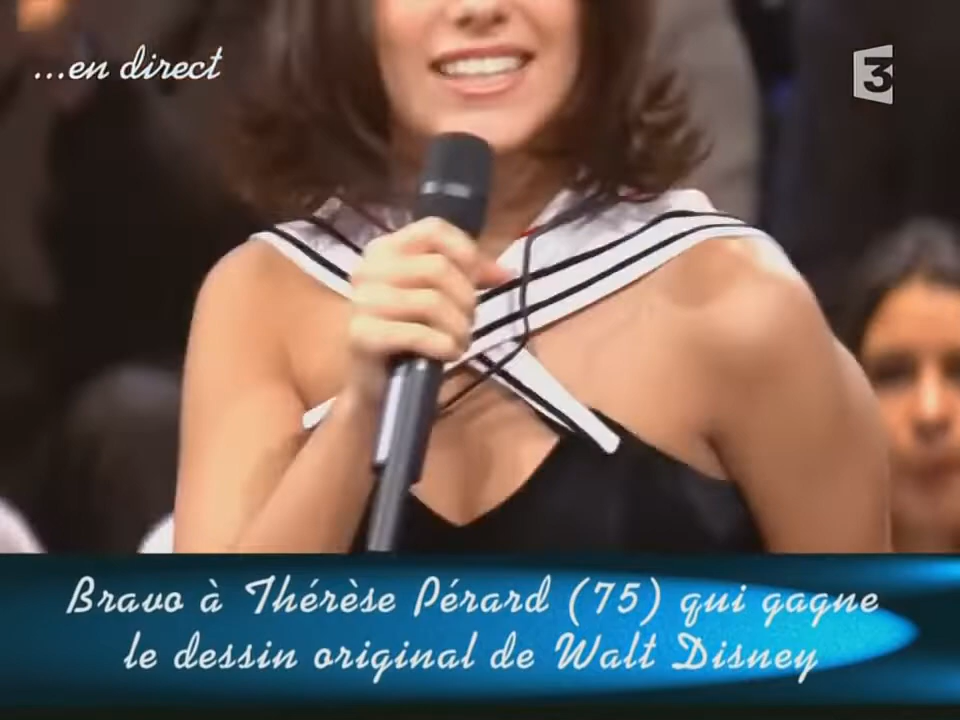 ...en direct
3
Bravo à Thérèse Pérard (75) qui gagne
le dessin original de Walt Disney